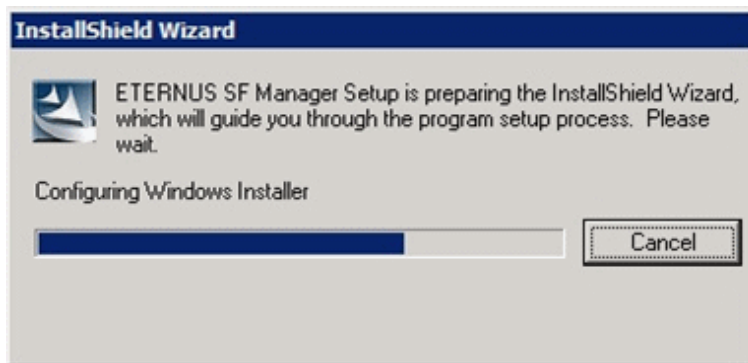 InstallShield Wizard
ETERNUS SF Manager Setup is preparing the InstallShield Wizard,
which will guide you through the program setup process.  Please
wait.
Configuring Windows Installer
Cancel